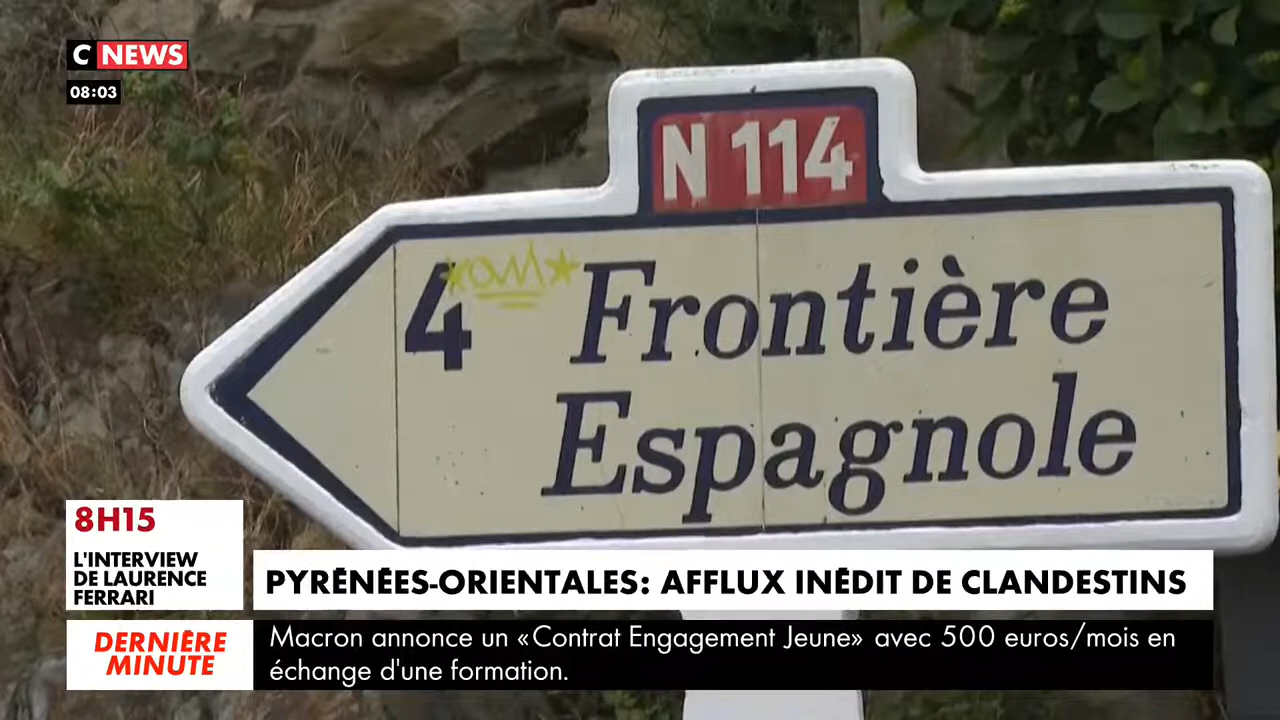 CNEWS
08:03
N 114
4 Frontière
Espagnole
8H15
L'INTERVIEW
DE LAURENCE
FERRARI
PYRÉNÉES-ORIENTALES: AFFLUX INÉDIT DE CLANDESTINS
DERNIÈRE
MINUTE
Macron annonce un «Contrat Engagement Jeune» avec 500 euros/mois en
échange d'une formation.